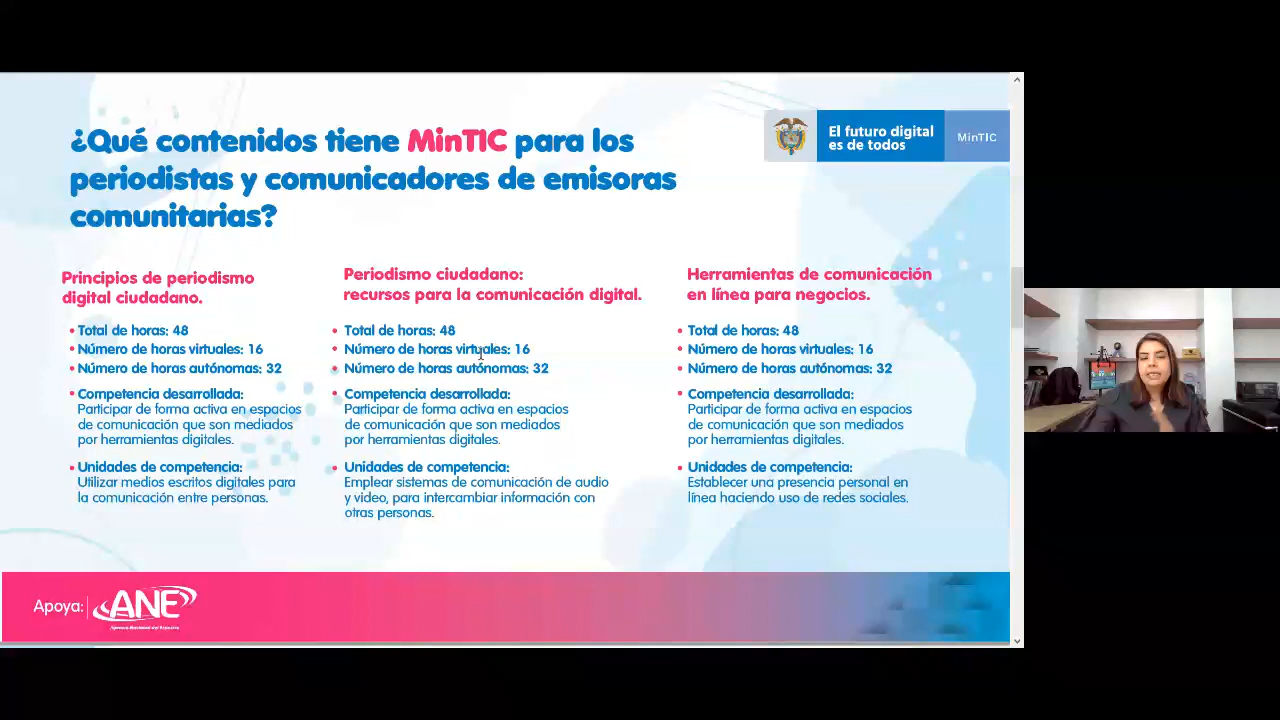 ¿Qué contenidos tiene MinTIC para los
periodistas y comunicadores de emisoras
comunitarias?
El futuro digital
es de todos
MinTIC
Principios de periodismo
digital ciudadano.
• Total de horas: 48
• Número de horas virtuales: 16
• Número de horas autónomas: 32
• Competencia desarrollada:
Participar de forma activa en espacios
de comunicación que son mediados
por herramientas digitales.
• Unidades de competencia:
Utilizar medios escritos digitales para
la comunicación entre personas.
Periodismo ciudadano:
recursos para la comunicación digital.
• Total de horas: 48
• Número de horas virtuales: 16
• Número de horas autónomas: 32
• Competencia desarrollada:
Participar de forma activa en espacios
de comunicación que son mediados
por herramientas digitales.
• Unidades de competencia:
Emplear sistemas de comunicación de audio
y video, para intercambiar información con
otras personas.
Herramientas de comunicación
en línea para negocios.
• Total de horas: 48
• Número de horas virtuales: 16
• Número de horas autónomas: 32
• Competencia desarrollada:
Participar de forma activa en espacios
de comunicación que son mediados
por herramientas digitales.
• Unidades de competencia:
Establecer una presencia personal en
línea haciendo uso de redes sociales.
Apoya:
ANE
Agencia Nacional del Espectro